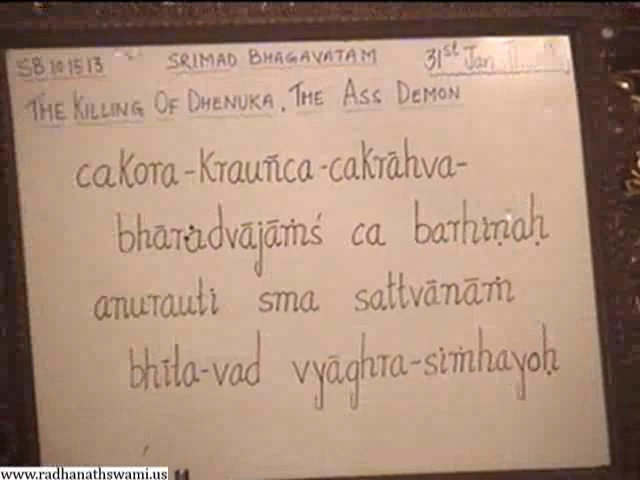 SB 10 15 13 SRIMAD BHAGAVATAM 31st Jan
THE KILLING OF DHENUKA, THE ASS DEMON
cakora-krauñca-cakrāhva-
bhāradvājāṁś ca barhiṇaḥ
anurauti sma sattvānāṁ
bhīta-vad vyāghra-siṁhayoḥ
www.radhanathswami.us